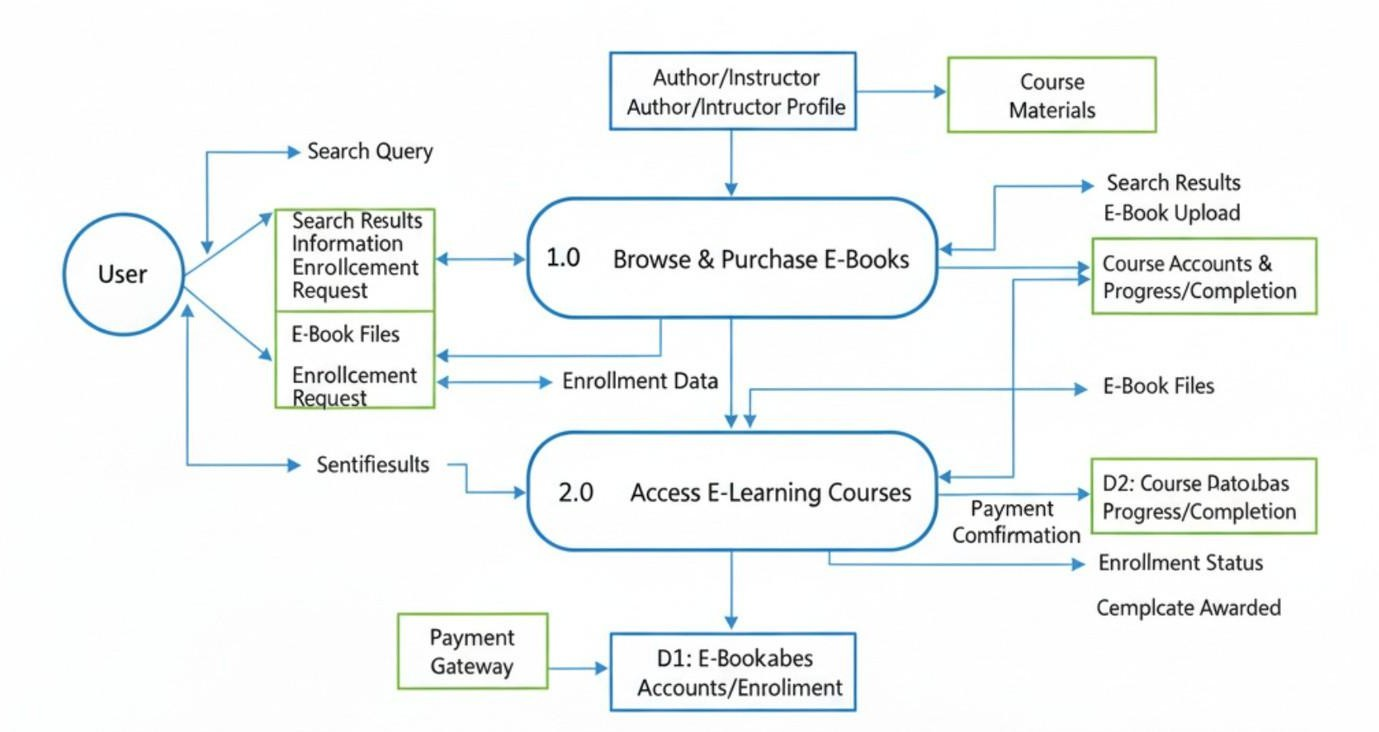 Author/Instructor
Author/Intructor Profile
Course
Materials
Search Query
Search Results
E-Book Upload
User
Search Results
Information
Enrollcement
Request
1.0 Browse & Purchase E-Books
Course Accounts &
Progress/Completion
E-Book Files
Enrollcement
Request
Enrollment Data
E-Book Files
Sentifiesults
2.0 Access E-Learning Courses
D2: Course Patoɩbas
Progress/Completion
Payment
Comfirmation
Enrollment Status
Cemplcate Awarded
Payment
Gateway
D1: E-Bookabes
Accounts/Enroliment